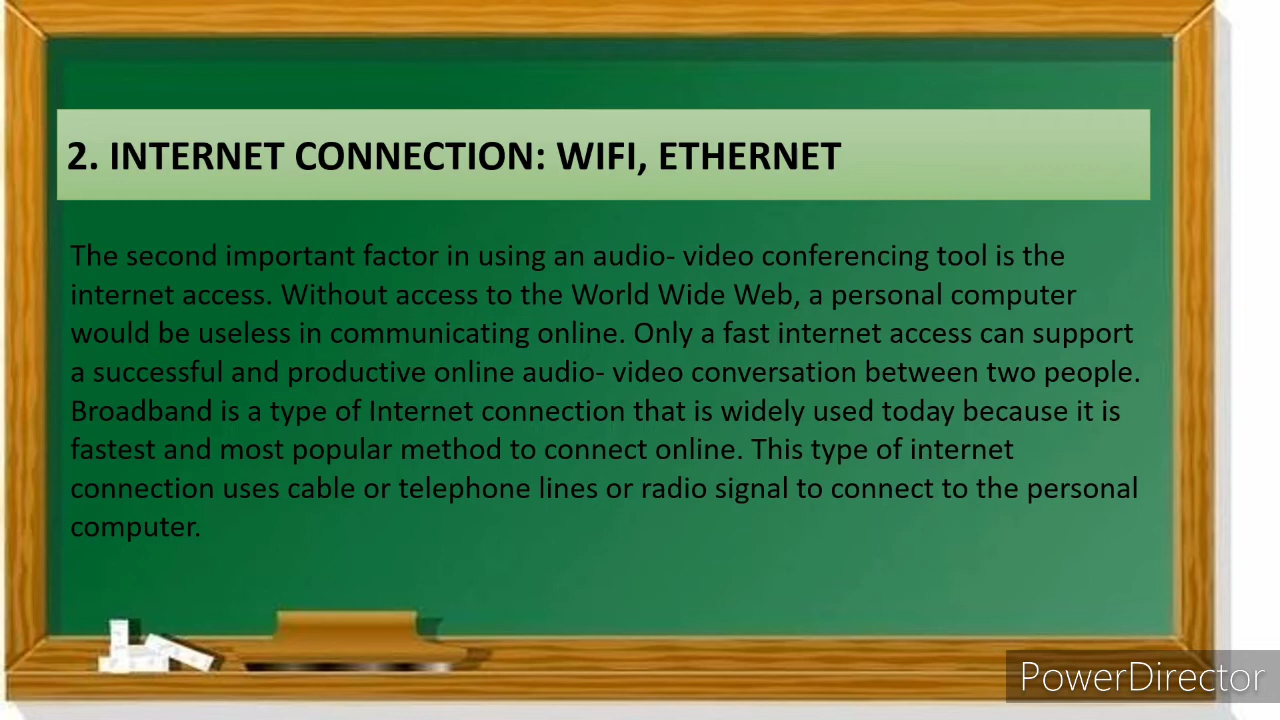 2. INTERNET CONNECTION: WIFI, ETHERNET
The second important factor in using an audio- video conferencing tool is the
internet access. Without access to the World Wide Web, a personal computer
would be useless in communicating online. Only a fast internet access can support
a successful and productive online audio- video conversation between two people.
Broadband is a type of Internet connection that is widely used today because it is
fastest and most popular method to connect online. This type of internet
connection uses cable or telephone lines or radio signal to connect to the personal
computer.
PowerDirector